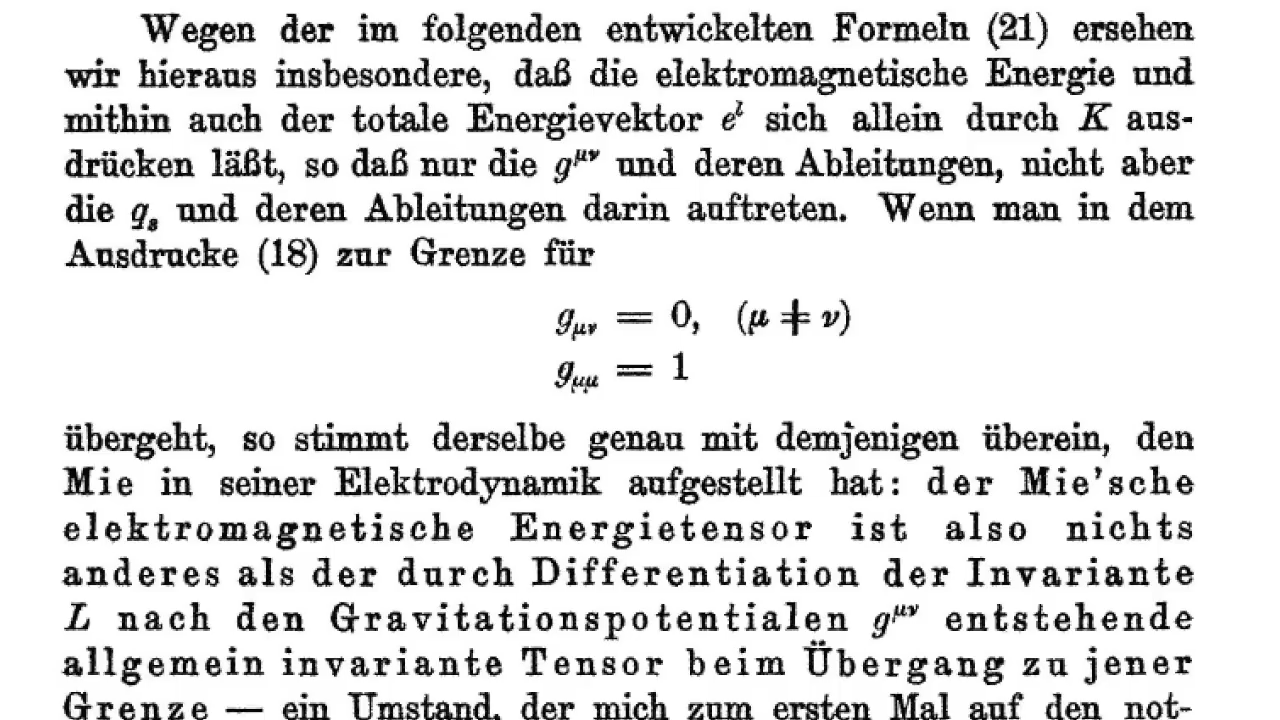 Wegen der im folgenden entwickelten Formeln (21) ersehen
wir hieraus insbesondere, daß die elektromagnetische Energie und
mithin auch der totale Energievektor eˡ sich allein durch K aus-
drücken läßt, so daß nur die gᵘᵛ und deren Ableitungen, nicht aber
die qₛ und deren Ableitungen darin auftreten. Wenn man in dem
Ausdrucke (18) zur Grenze für
g_μν = 0, (μ ≠ ν)
g_μμ = 1
übergeht, so stimmt derselbe genau mit demjenigen überein, den
Mie in seiner Elektrodynamik aufgestellt hat: der Mie'sche
elektromagnetische Energietensor ist also nichts
anderes als der durch Differentiation der Invariante
L nach den Gravitationspotentialen g^μν entstehende
allgemein invariante Tensor beim Übergang zu jener
Grenze — ein Umstand, der mich zum ersten Mal auf den not-